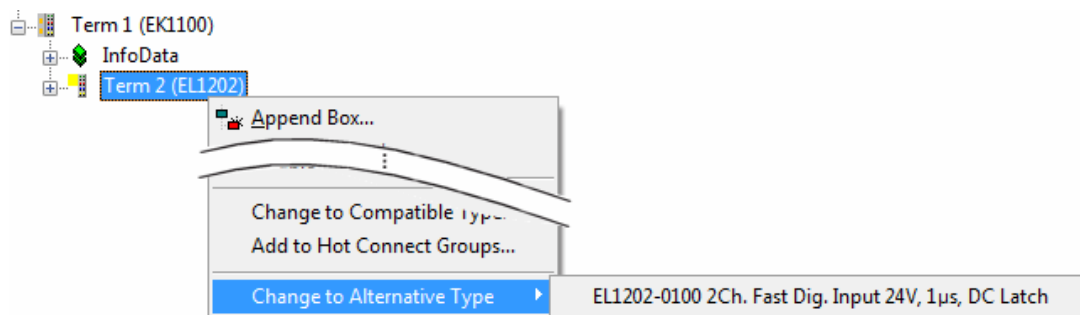 Term 1 (EK1100)
InfoData
Term 2 (EL1202)
Append Box...
Change to Compatible
Add to Hot Connect Groups...
Change to Alternative Type
EL1202-0100 2Ch. Fast Dig. Input 24V, 1µs, DC Latch